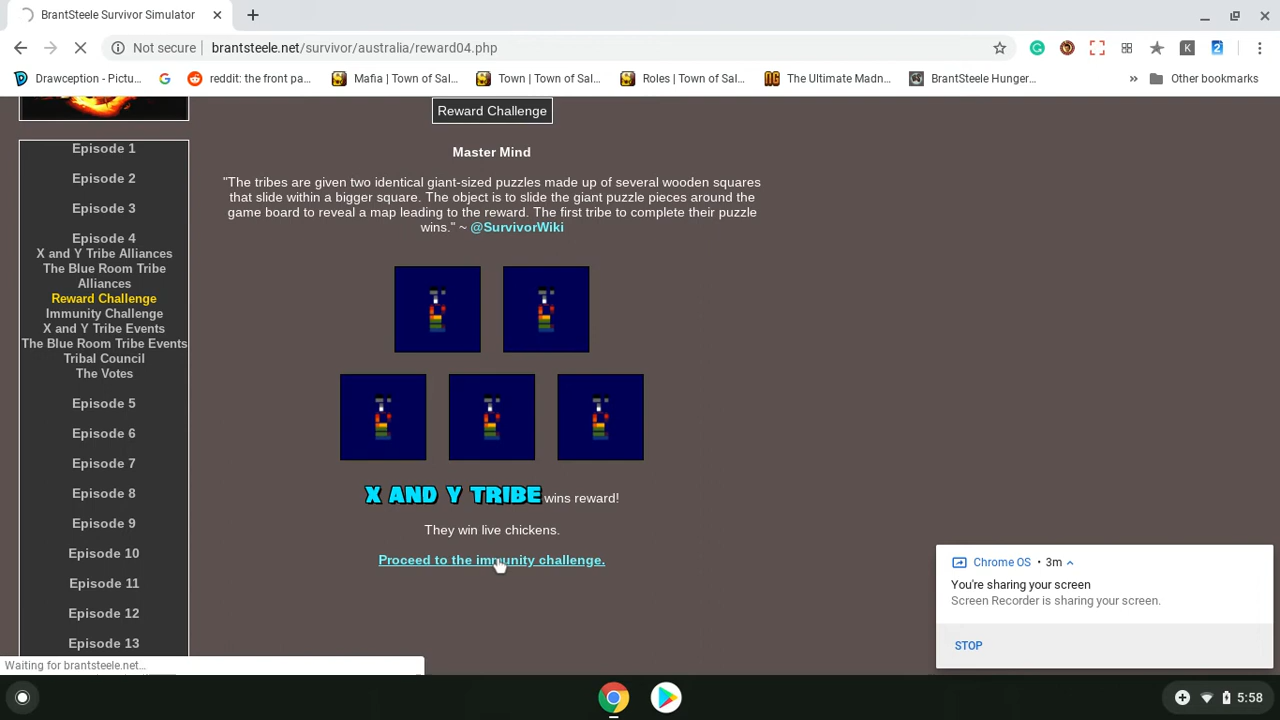 BrantSteele Survivor Simulator
Not secure
brantsteele.net/survivor/australia/reward04.php
Drawception - Pictu...
reddit: the front pa...
Mafia | Town of Sal...
Town | Town of Sal...
Roles | Town of Sal...
The Ultimate Madn...
BrantSteele Hunger...
»
Other bookmarks
Reward Challenge
Master Mind
"The tribes are given two identical giant-sized puzzles made up of several wooden squares
that slide within a bigger square. The object is to slide the giant puzzle pieces around the
game board to reveal a map leading to the reward. The first tribe to complete their puzzle
wins." ~ @SurvivorWiki
X AND Y TRIBE wins reward!
They win live chickens.
Proceed to the immunity challenge.
Episode 1
Episode 2
Episode 3
Episode 4
X and Y Tribe Alliances
The Blue Room Tribe
Alliances
Reward Challenge
Immunity Challenge
X and Y Tribe Events
The Blue Room Tribe Events
Tribal Council
The Votes
Episode 5
Episode 6
Episode 7
Episode 8
Episode 9
Episode 10
Episode 11
Episode 12
Episode 13
Chrome OS • 3m
You're sharing your screen
Screen Recorder is sharing your screen.
STOP
Waiting for brantsteele.net...
5:58